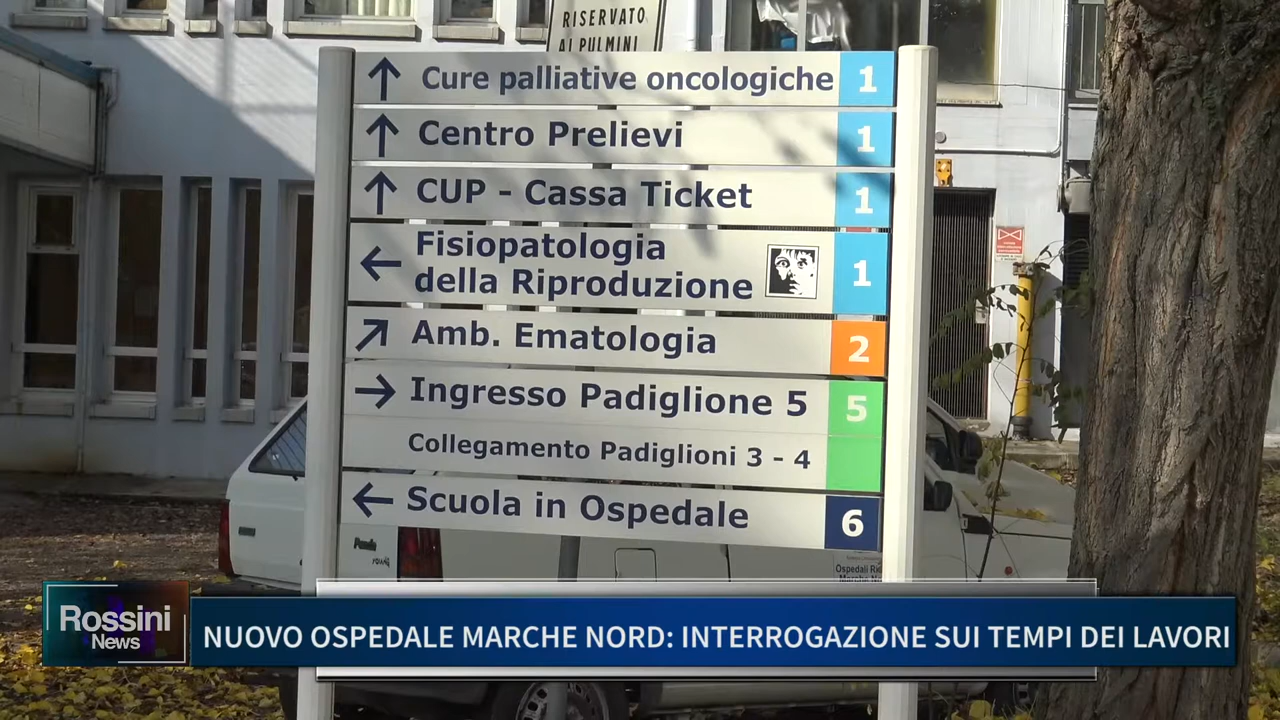 RISERVATO
AI PULMINI
Cure palliative oncologiche 1
Centro Prelievi 1
CUP - Cassa Ticket 1
Fisiopatologia
della Riproduzione 1
Amb. Ematologia 2
Ingresso Padiglione 5 5
Collegamento Padiglioni 3 - 4
Scuola in Ospedale 6
Panda
Ospedali
Rossini
News
NUOVO OSPEDALE MARCHE NORD: INTERROGAZIONE SUI TEMPI DEI LAVORI